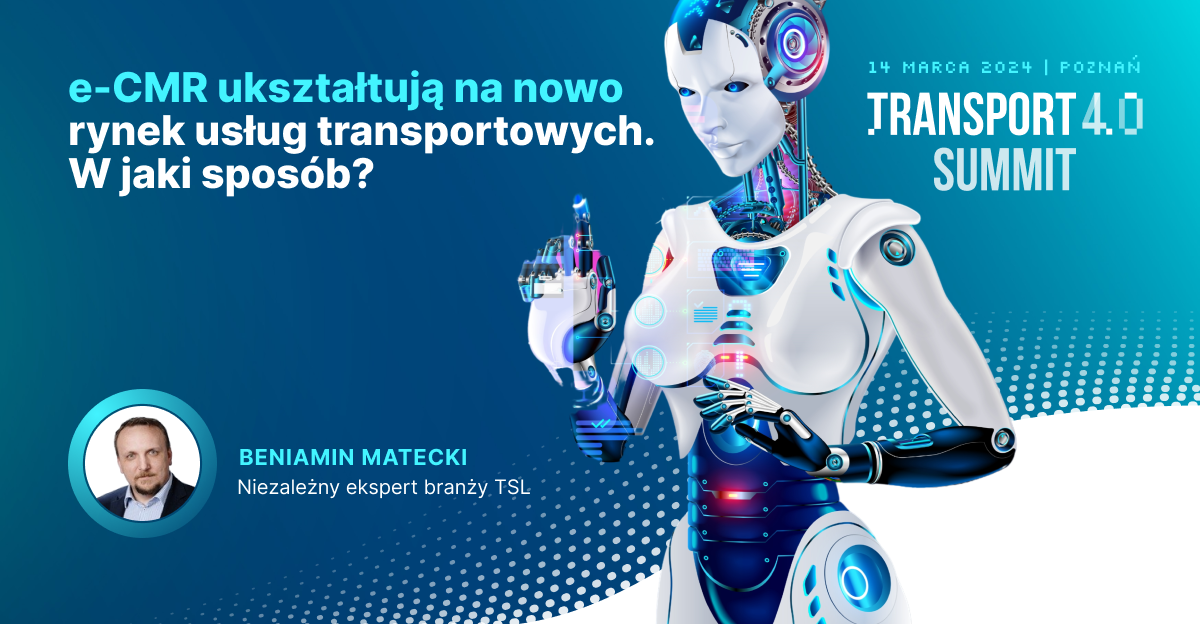 e-CMR ukształtują na nowo
rynek usług transportowych.
W jaki sposób?
14 MARCA 2024 | POZNAŃ
TRANSPORT 4.0
SUMMIT
BENIAMIN MATECKI
Niezależny ekspert branży TSL